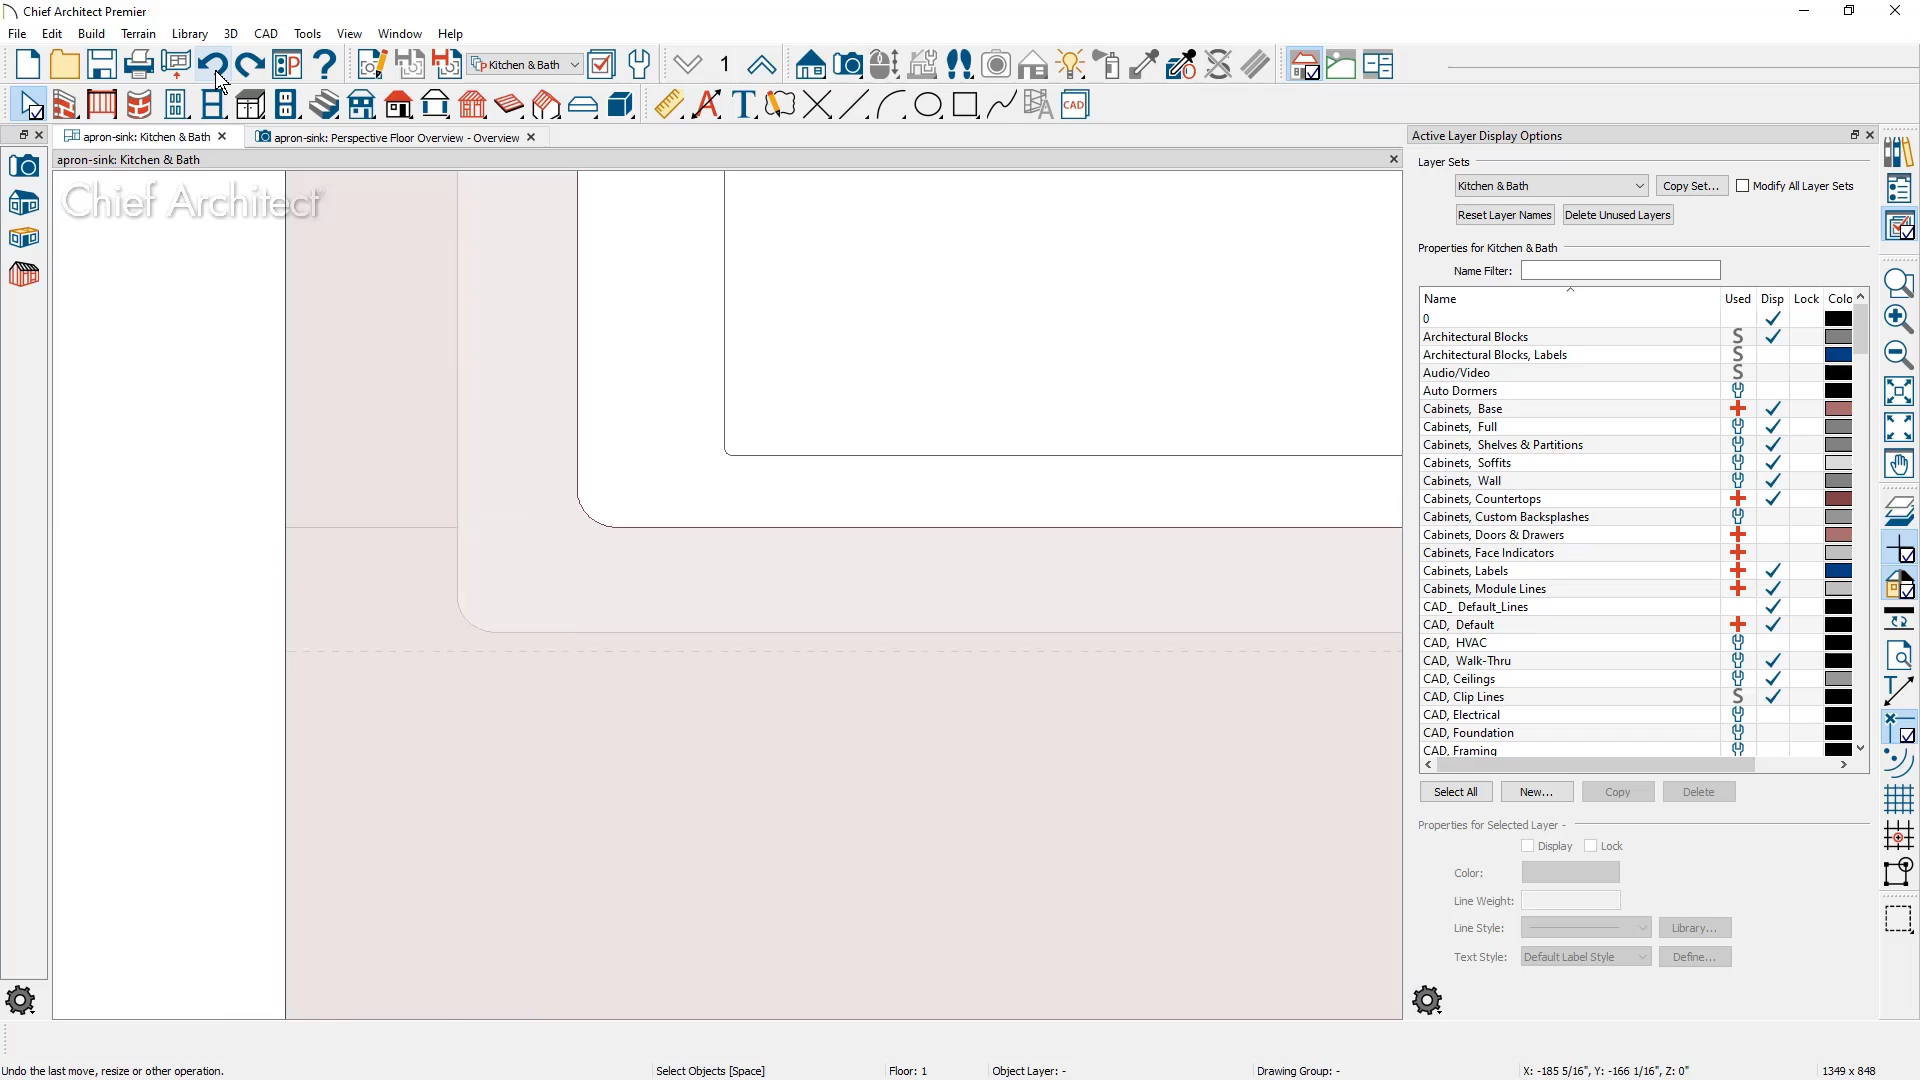 Chief Architect Premier
File Edit Build Terrain Library 3D CAD Tools Text View Window Help
Kitchen & Bath 1
CAD
apron-sink: Kitchen & Bath apron-sink: Perspective Floor Overview - Overview
apron-sink: Kitchen & Bath
Chief Architect
Active Layer Display Options
Layer Sets
Kitchen & Bath Copy Set... Modify All Layer Sets
Reset Layer Names Delete Unused Layers
Properties for Kitchen & Bath
Name Filter:
Name Used Disp Lock Colo
0
Architectural Blocks S
Architectural Blocks, Labels S
Audio/Video S
Auto Dormers
Cabinets, Base
Cabinets, Full
Cabinets, Shelves & Partitions
Cabinets, Soffits
Cabinets, Wall
Cabinets, Countertops
Cabinets, Custom Backsplashes
Cabinets, Doors & Drawers
Cabinets, Face Indicators
Cabinets, Labels
Cabinets, Module Lines
CAD_ Default_Lines
CAD, Default
CAD, HVAC
CAD, Walk-Thru
CAD, Ceilings
CAD, Clip Lines S
CAD, Electrical
CAD, Foundation
CAD, Framing
Select All New... Copy Delete
Properties for Selected Layer -
Display Lock
Color:
Line Weight:
Line Style: Library...
Text Style: Default Label Style Define...
Undo the last move, resize or other operation. Select Objects [Space] Floor: 1 Object Layer: - Drawing Group: - X: -185 5/16", Y: -166 1/16", Z: 0" 1349 x 848